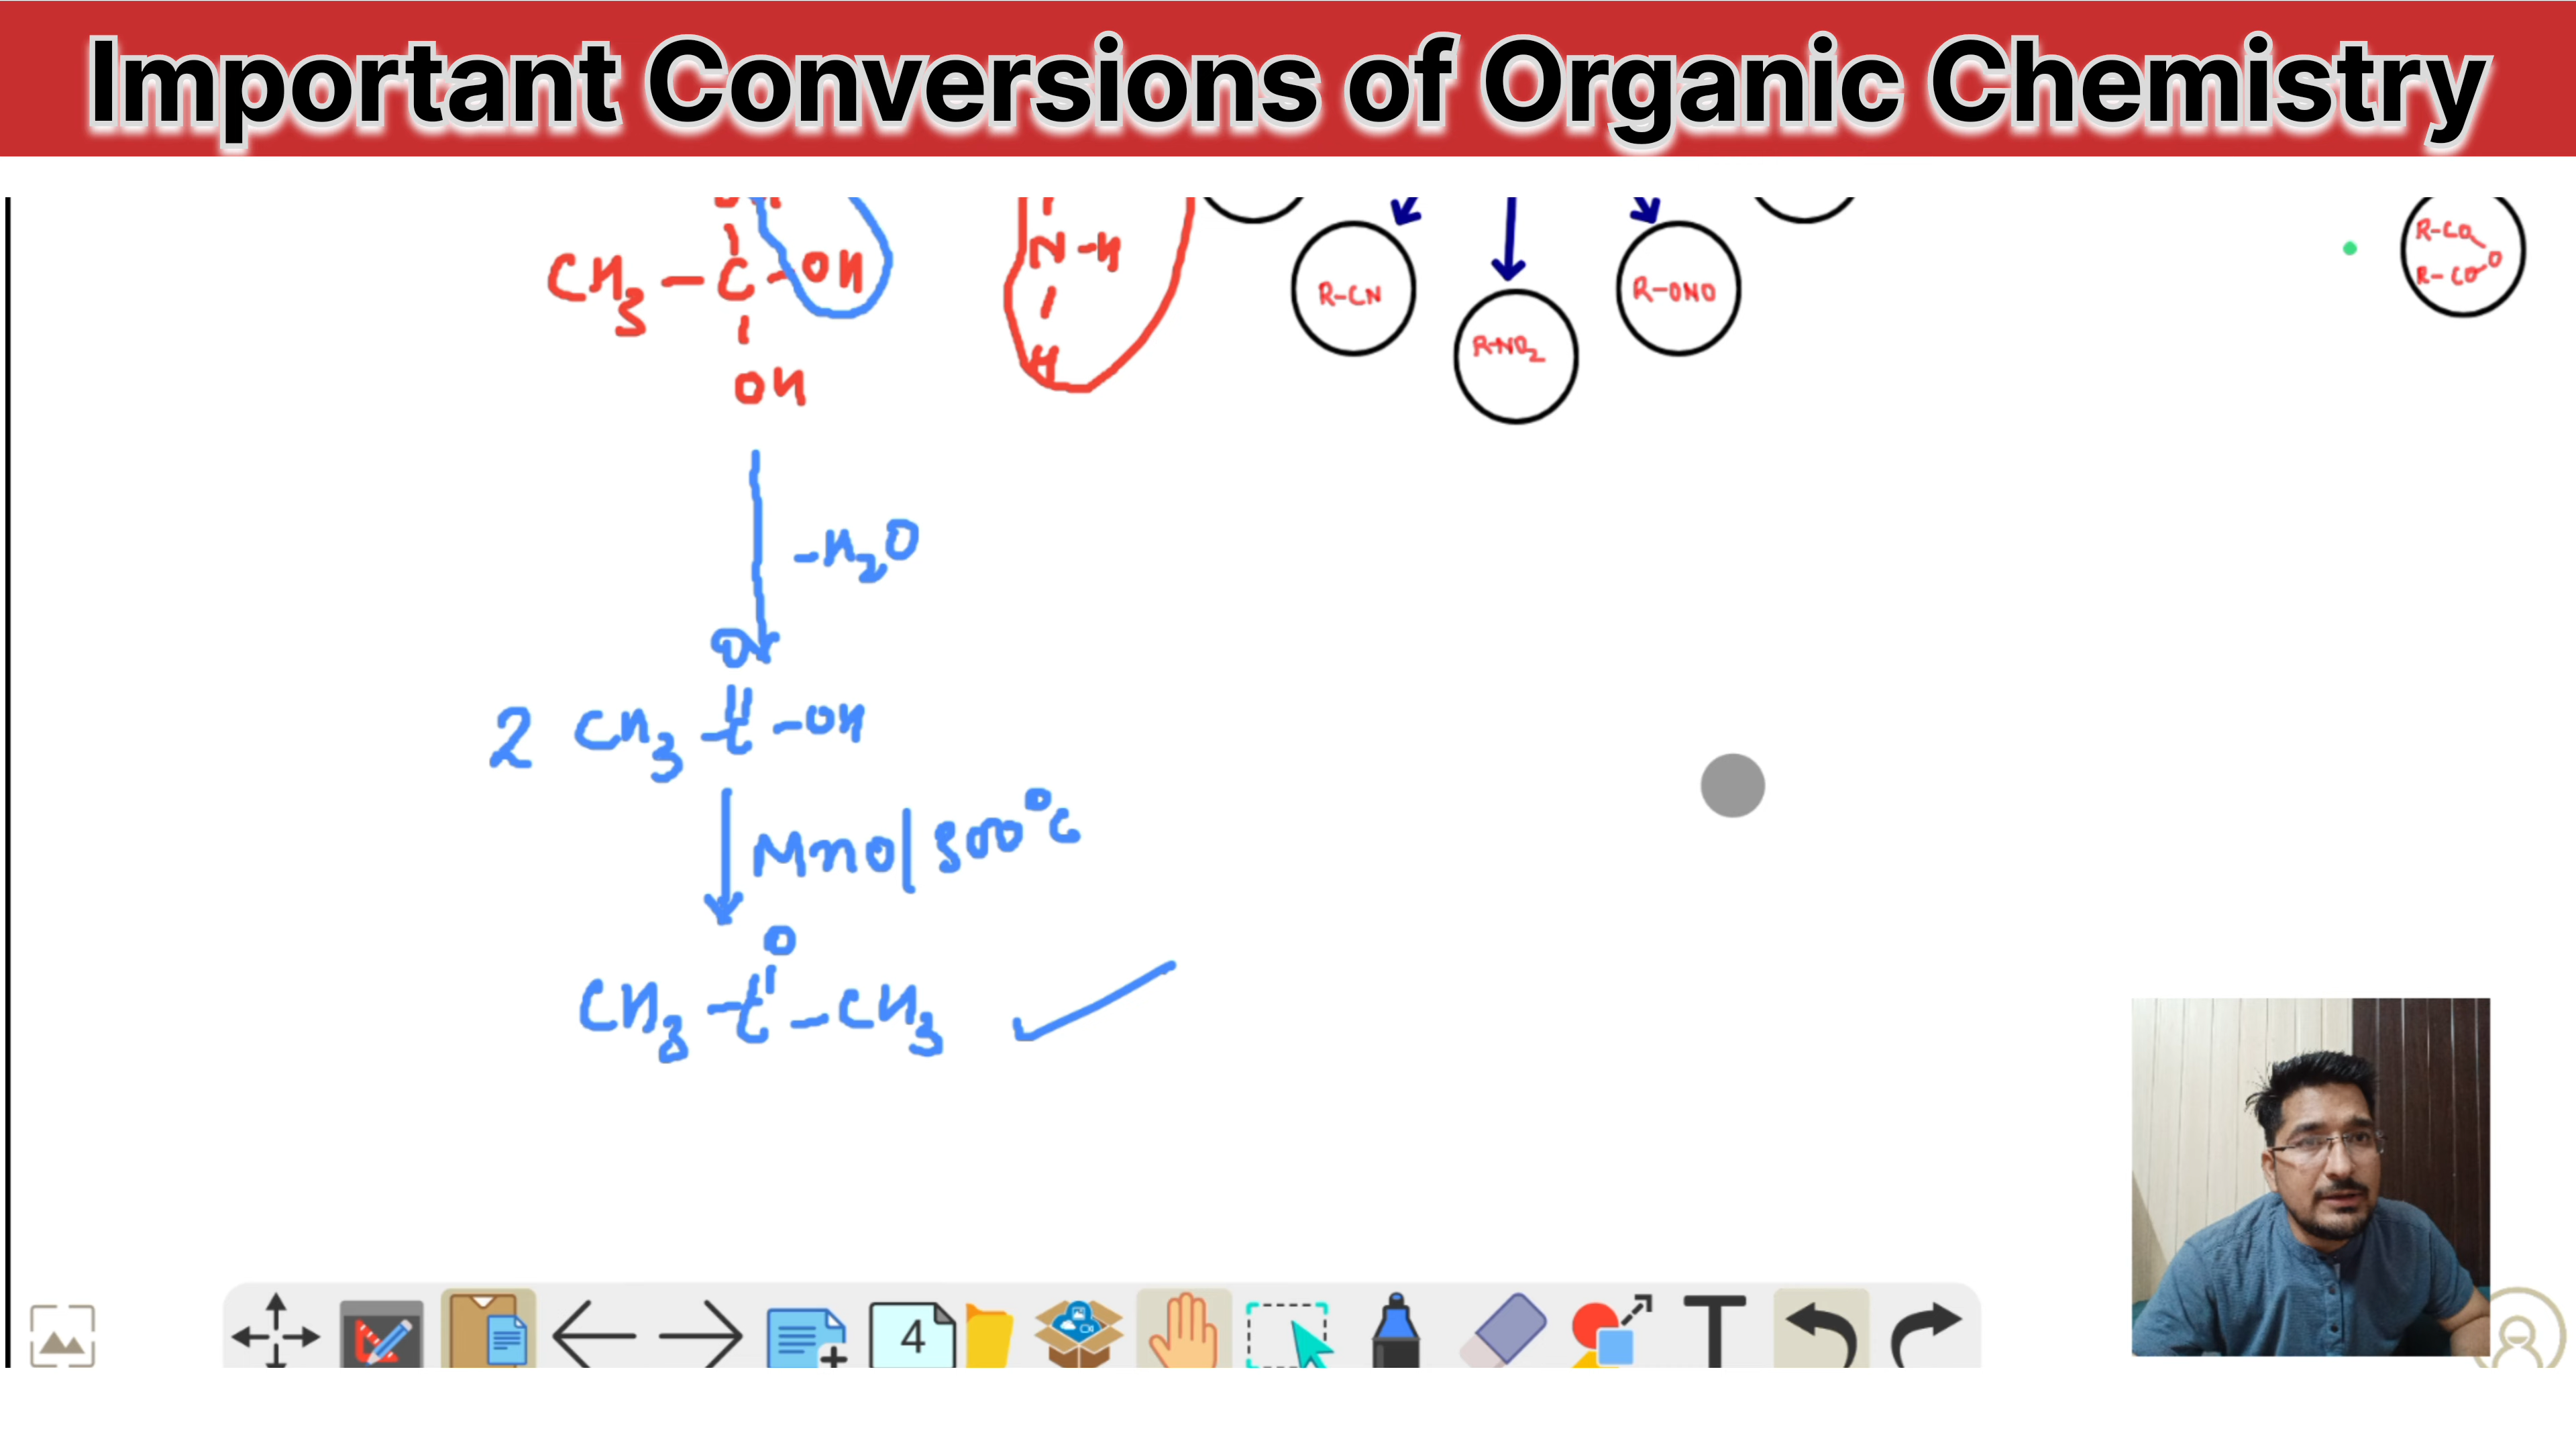 Important Conversions of Organic Chemistry
CH3 – C – OH
OH
N – H
H
R-CN
R-NO2
R-ONO
R-CO
R-CO
O
-H2O
O
2 CH3 – C – OH
MnO | 300°C
O
CH3 – C – CH3
4
T